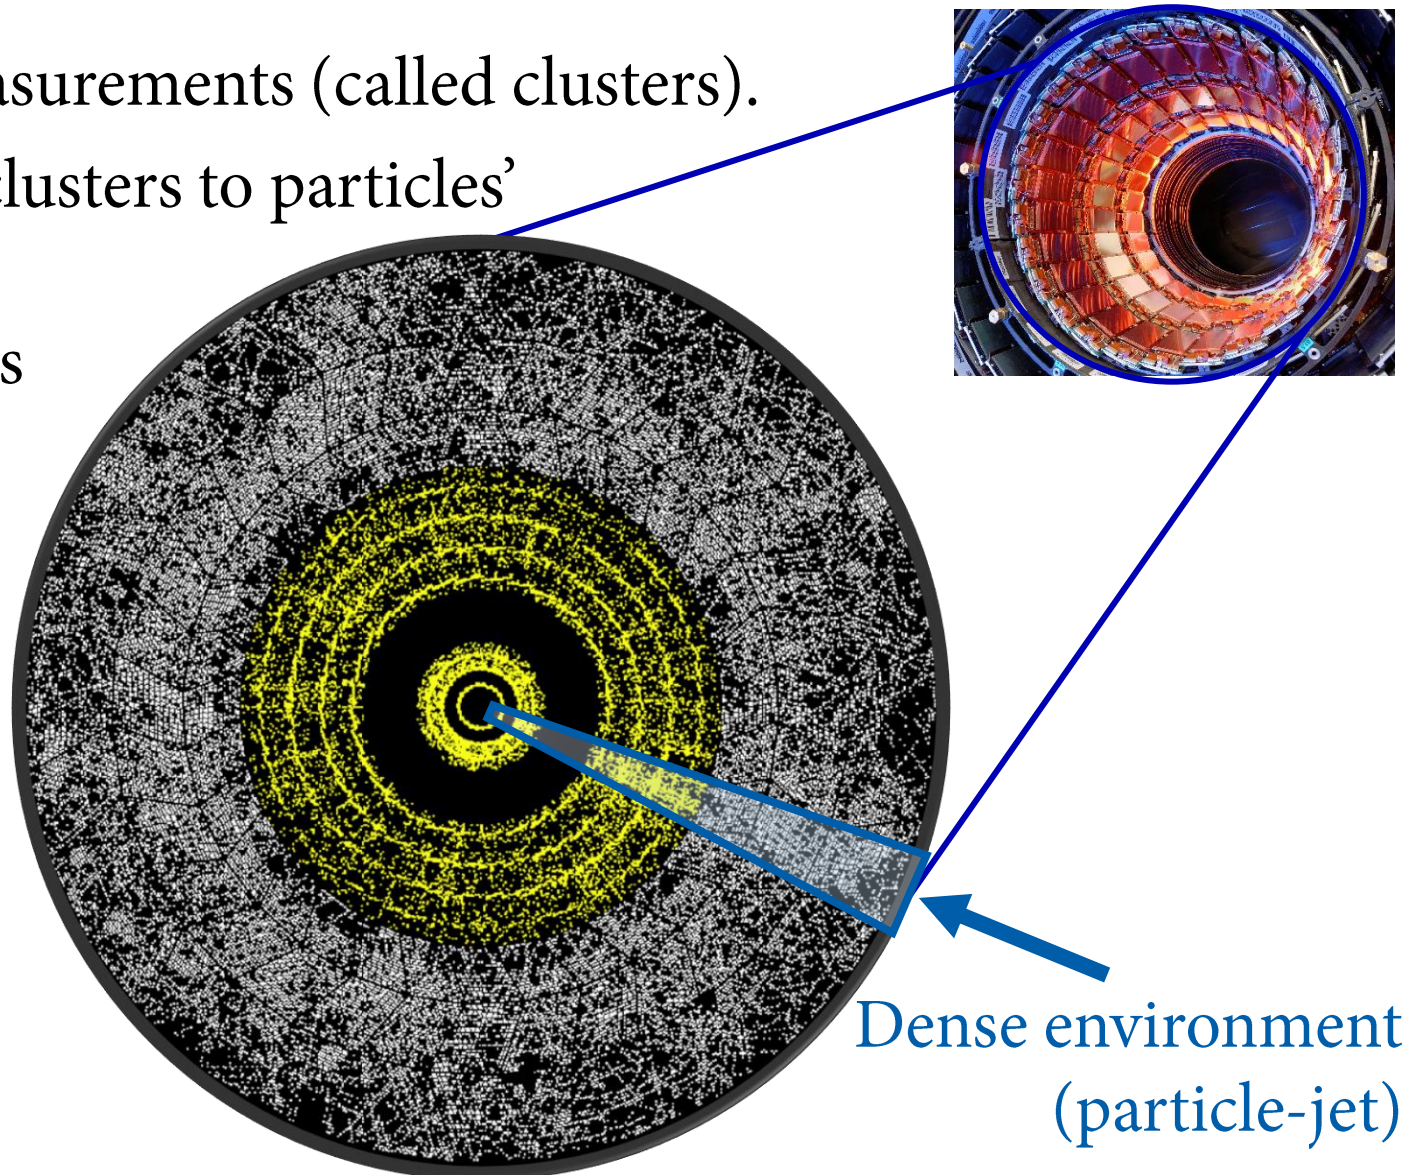 asurements (called clusters).
clusters to particles’
s
Dense environment
(particle-jet)